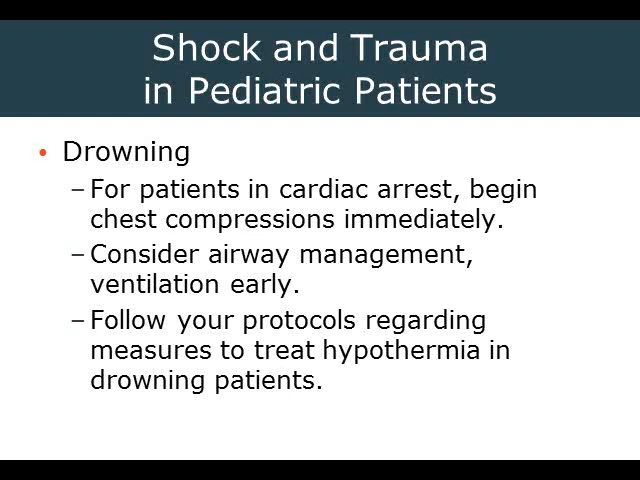 Shock and Trauma
in Pediatric Patients
• Drowning
– For patients in cardiac arrest, begin
chest compressions immediately.
– Consider airway management,
ventilation early.
– Follow your protocols regarding
measures to treat hypothermia in
drowning patients.